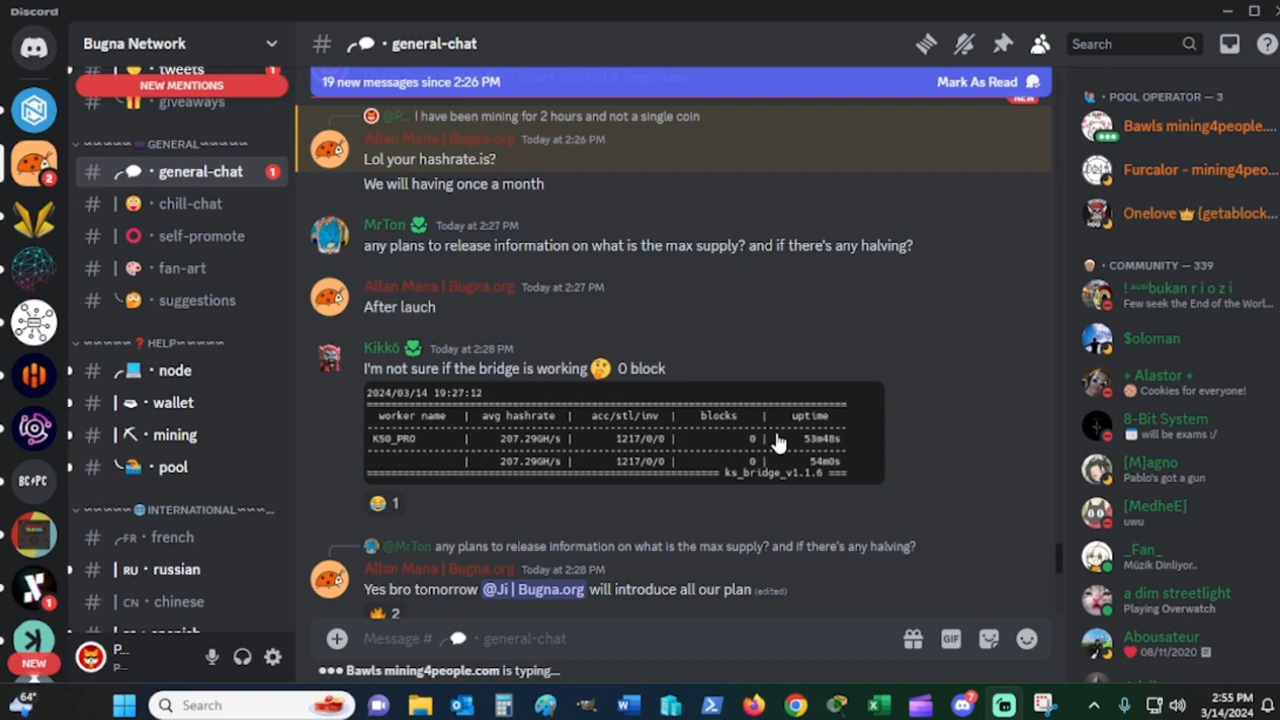 Discord
Bugna Network
tweets 1
NEW MENTIONS
giveaways
GENERAL
general-chat 1
chill-chat
self-promote
fan-art
suggestions
HELP
node
wallet
mining
pool
INTERNATIONAL
FR french
RU russian
CN chinese
P...
p...
NEW
BC PC
general-chat
Search
19 new messages since 2:26 PM
Mark As Read
NEW
@P... I have been mining for 2 hours and not a single coin
Allan Mana | Bugna.org Today at 2:26 PM
Lol your hashrate.is?
We will having once a month
MrTon Today at 2:27 PM
any plans to release information on what is the max supply? and if there's any halving?
Allan Mana | Bugna.org Today at 2:27 PM
After lauch
Kikkō Today at 2:28 PM
I'm not sure if the bridge is working 🤔 0 block
2024/03/14 19:27:12
worker name | avg hashrate | acc/stl/inv | blocks | uptime
KS0_PRO | 207.29GH/s | 1217/0/0 | 0 | 53m48s
| 207.29GH/s | 1217/0/0 | 0 | 54m0s
ks_bridge_v1.1.6
😂 1
@MrTon any plans to release information on what is the max supply? and if there's any halving?
Allan Mana | Bugna.org Today at 2:28 PM
Yes bro tomorrow @Ji | Bugna.org will introduce all our plan (edited)
🔥 2
Message # general-chat
GIF
Bawls mining4people.com is typing...
POOL OPERATOR — 3
Bawls mining4people....
Furcalor - mining4peo...
Onelove 👑 {getablock...
COMMUNITY — 339
bukan r i o z i
Few seek the End of the Worl...
$oloman
+ Alastor +
🍪 Cookies for everyone!
8-Bit System
will be exams :/
[M]agno
Pablo's got a gun
[MedheE]
uwu
_Fan_
Müzik Dinliyor..
a dim streetlight
Playing Overwatch
Abousateur
08/11/2020
64°
Search
7
2:55 PM
3/14/2024